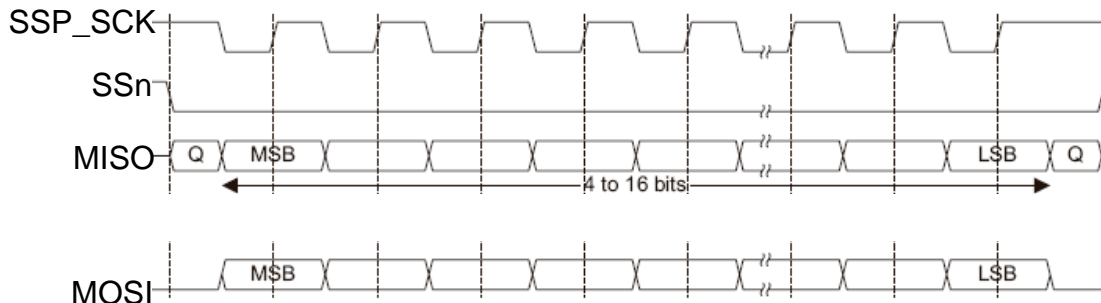 SSP_SCK
SSn
MISO Q MSB LSB Q
4 to 16 bits
MOSI MSB LSB